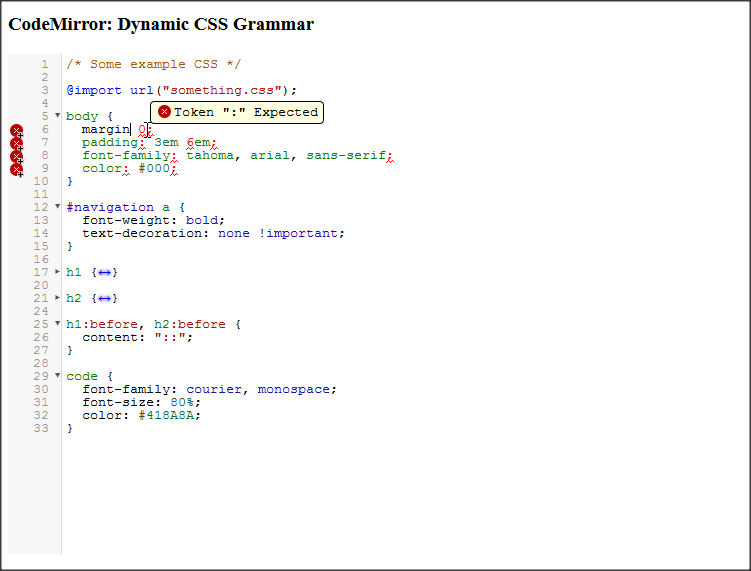 CodeMirror: Dynamic CSS Grammar
1 /* Some example CSS */
2
3 @import url("something.css");
4
Token ":" Expected
5 body {
6 margin 0;
7 padding: 3em 6em;
8 font-family: tahoma, arial, sans-serif;
9 color: #000;
10 }
11
12 #navigation a {
13 font-weight: bold;
14 text-decoration: none !important;
15 }
16
17 h1 {↔}
20
21 h2 {↔}
24
25 h1:before, h2:before {
26 content: "::";
27 }
28
29 code {
30 font-family: courier, monospace;
31 font-size: 80%;
32 color: #418A8A;
33 }